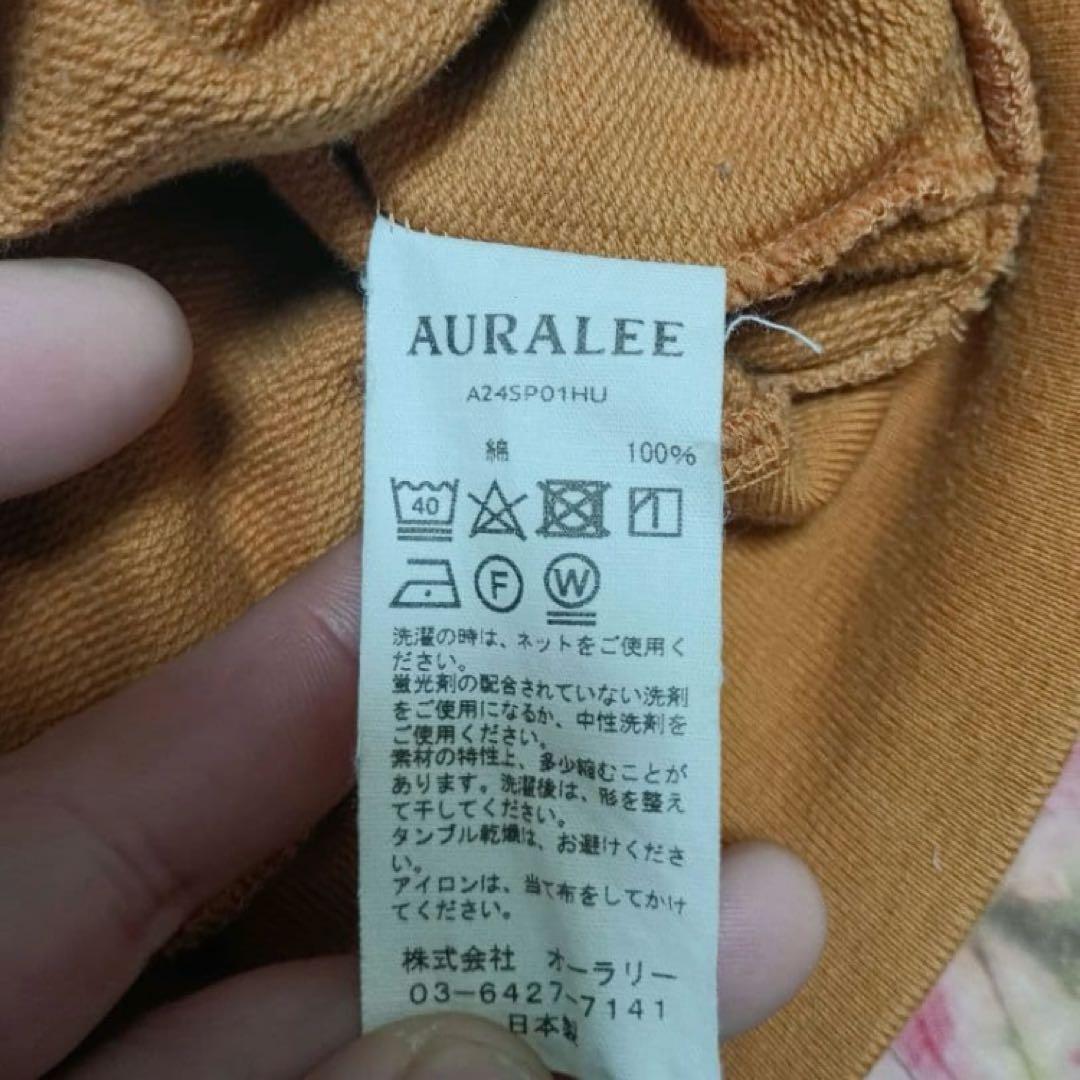 AURALEE
A24SP01HU
綿 100%
40
F W
洗濯の時は、ネットをご使用く
ださい。
蛍光剤の配合されていない洗剤
をご使用になるか、中性洗剤を
ご使用ください。
素材の特性上、多少縮むことが
あります。洗濯後は、形を整え
て干してください。
タンブル乾燥は、お避けくださ
い。
アイロンは、当て布をしてかけ
てください。
株式会社 オーラリー
03-6427-7141
日本製